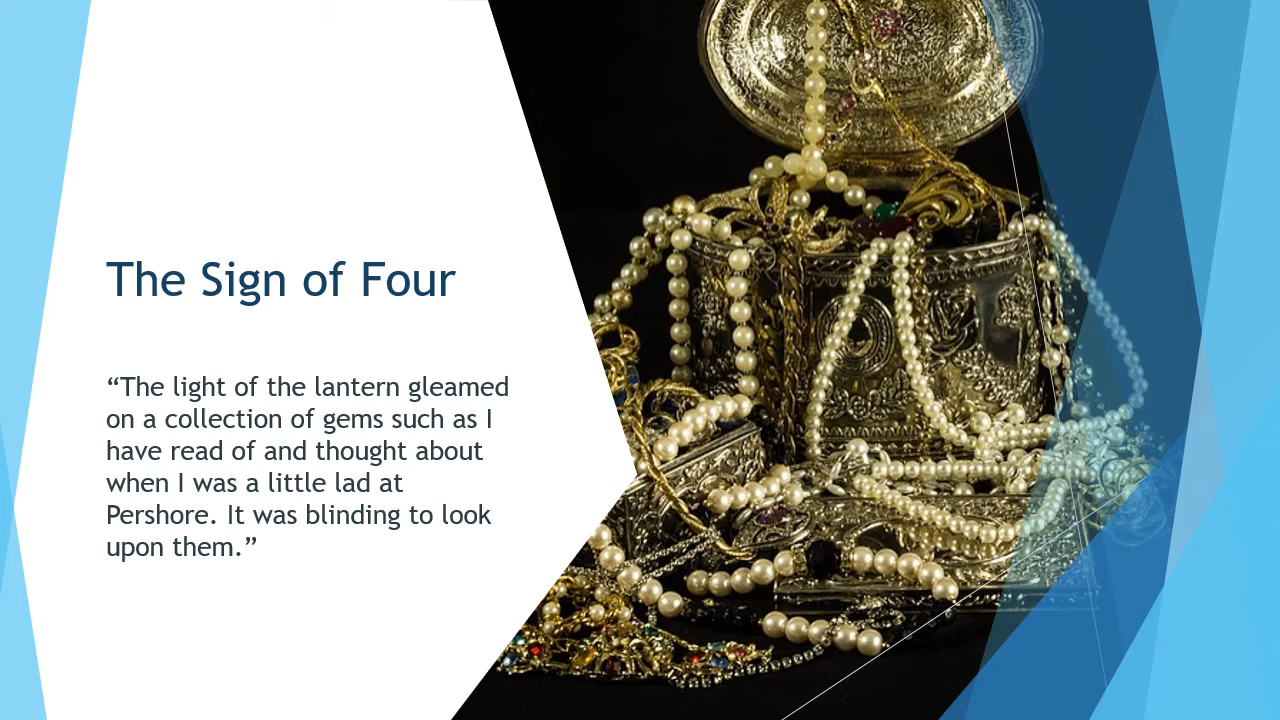 The Sign of Four
“The light of the lantern gleamed
on a collection of gems such as I
have read of and thought about
when I was a little lad at
Pershore. It was blinding to look
upon them.”